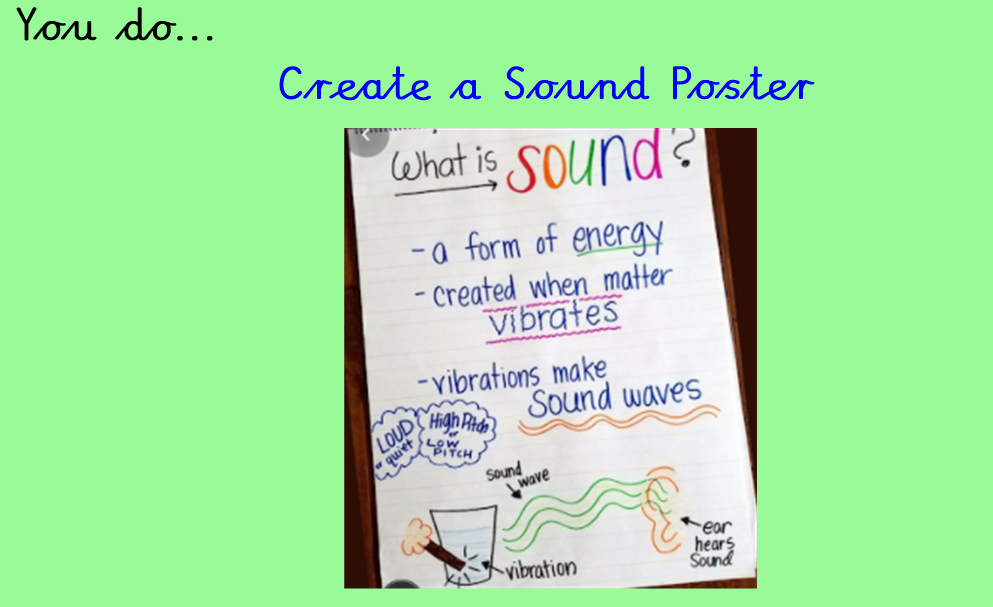 You do...
Create a Sound Poster
What is sound?
- a form of energy
- created when matter
vibrates
- vibrations make
Sound waves
LOUD
or quiet
High Pitch
or
LOW
PITCH
sound
wave
ear
hears
Sound
vibration